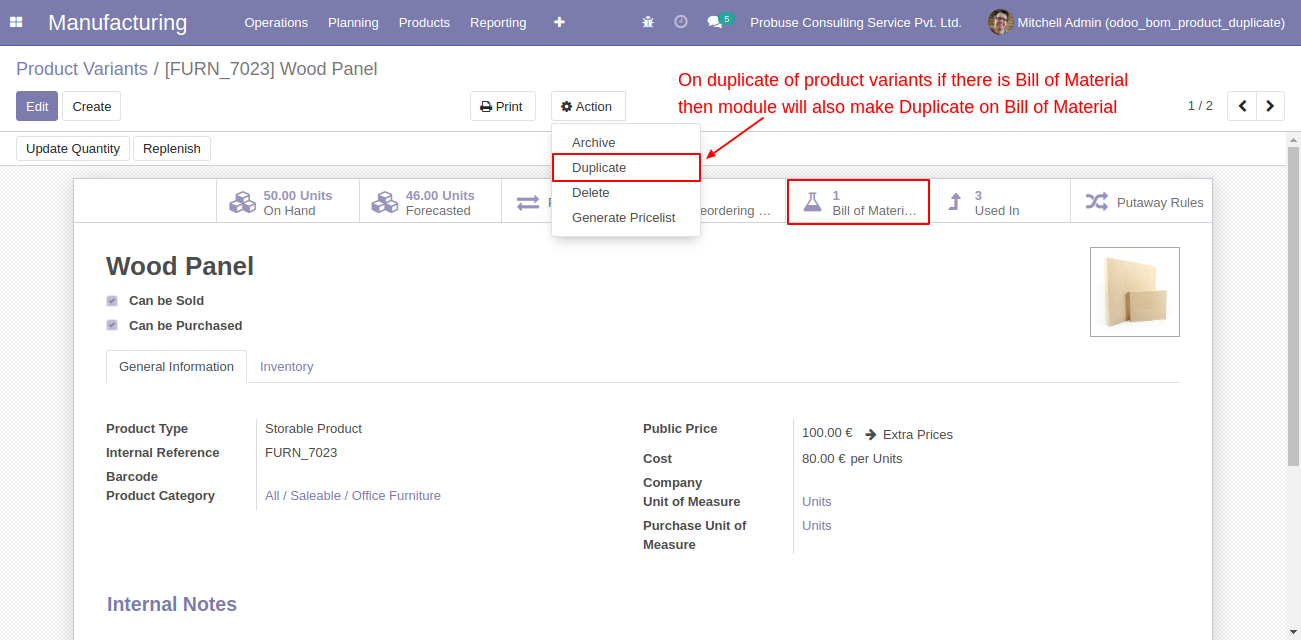 Manufacturing Operations Planning Products Reporting 5 Probuse Consulting Service Pvt. Ltd. Mitchell Admin (odoo_bom_product_duplicate)
Product Variants / [FURN_7023] Wood Panel
On duplicate of product variants if there is Bill of Material
then module will also make Duplicate on Bill of Material
Edit Create Print Action 1 / 2
Archive
Duplicate
Delete
Generate Pricelist
Update Quantity Replenish
50.00 Units
On Hand
46.00 Units
Forecasted
eordering ...
1
Bill of Materi...
3
Used In
Putaway Rules
Wood Panel
Can be Sold
Can be Purchased
General Information Inventory
Product Type Storable Product
Internal Reference FURN_7023
Barcode
Product Category All / Saleable / Office Furniture
Public Price 100.00 € Extra Prices
Cost 80.00 € per Units
Company
Unit of Measure Units
Purchase Unit of Units
Measure
Internal Notes